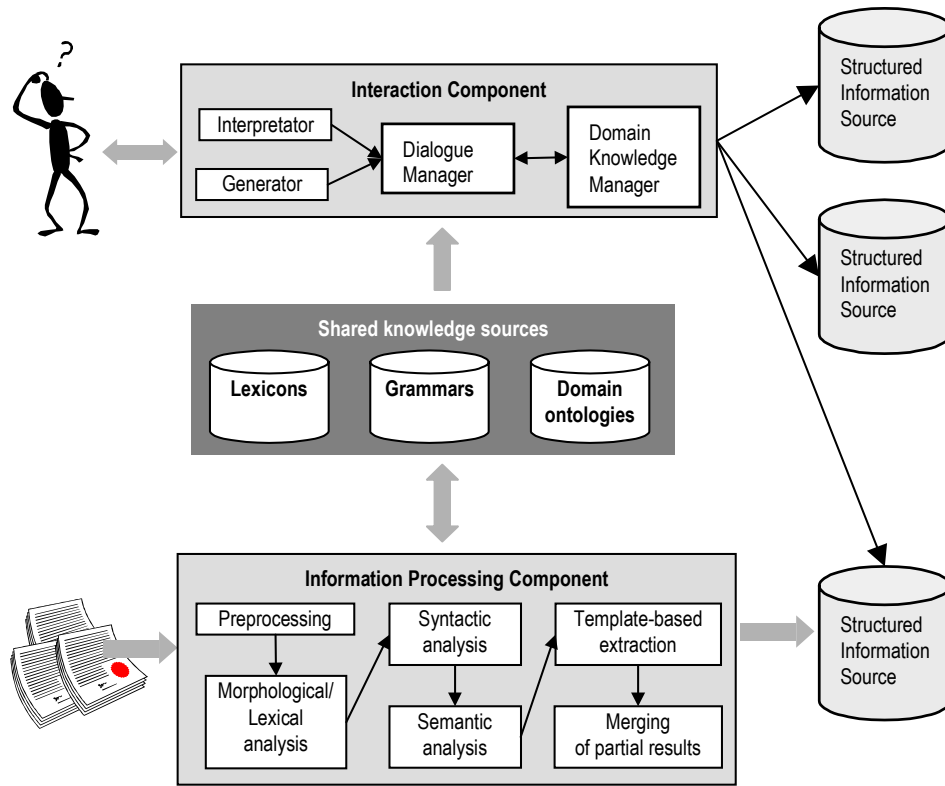 ?
Interaction Component
Interpretator
Generator
Dialogue
Manager
Domain
Knowledge
Manager
Structured
Information
Source
Structured
Information
Source
Shared knowledge sources
Lexicons
Grammars
Domain
ontologies
Information Processing Component
Preprocessing
Morphological/
Lexical
analysis
Syntactic
analysis
Semantic
analysis
Template-based
extraction
Merging
of partial results
Structured
Information
Source